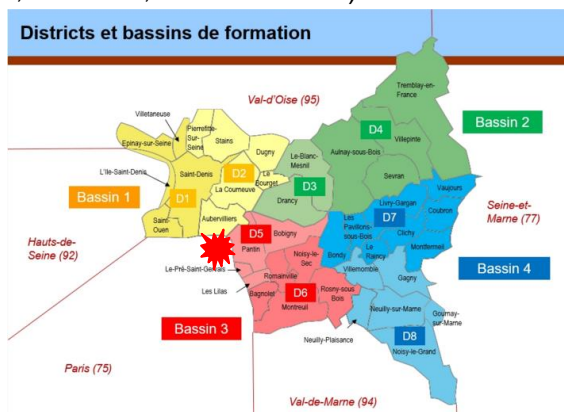 Districts et bassins de formation
Val-d'Oise (95)
Tremblay-en-
France
Villetaneuse
Pierrefitte-
Sur-
Seine
Epinay-sur-Seine
Stains
Dugny
D4
Villepinte
Bassin 2
Aulnay-sous-Bois
Le-Blanc-
Mesnil
L'Ile-Saint-Denis
Saint-Denis
D2
Le
Bourget
Sevran
La Courneuve
D3
Vaujours
Bassin 1
D1
Drancy
Livry-Gargan
Seine-et-
Marne (77)
Saint-
Ouen
Aubervilliers
Les
Pavillons-
sous-Bois
D7
Coubron
D5
Bobigny
Clichy
Hauts-de-
Seine (92)
Pantin
Bondy
Le
Raincy
Montfermeil
Noisy-le-
Sec
Le-Pré-Saint-Gervais
Villemomble
Bassin 4
Romainville
Gagny
Les Lilas
Bagnolet
D6
Rosny-sous
Bois
Montreuil
Neuilly-sur-Marne
Gournay-
sur-Marne
Bassin 3
Neuilly-Plaisance
D8
Noisy-le-Grand
Paris (75)
Val-de-Marne (94)